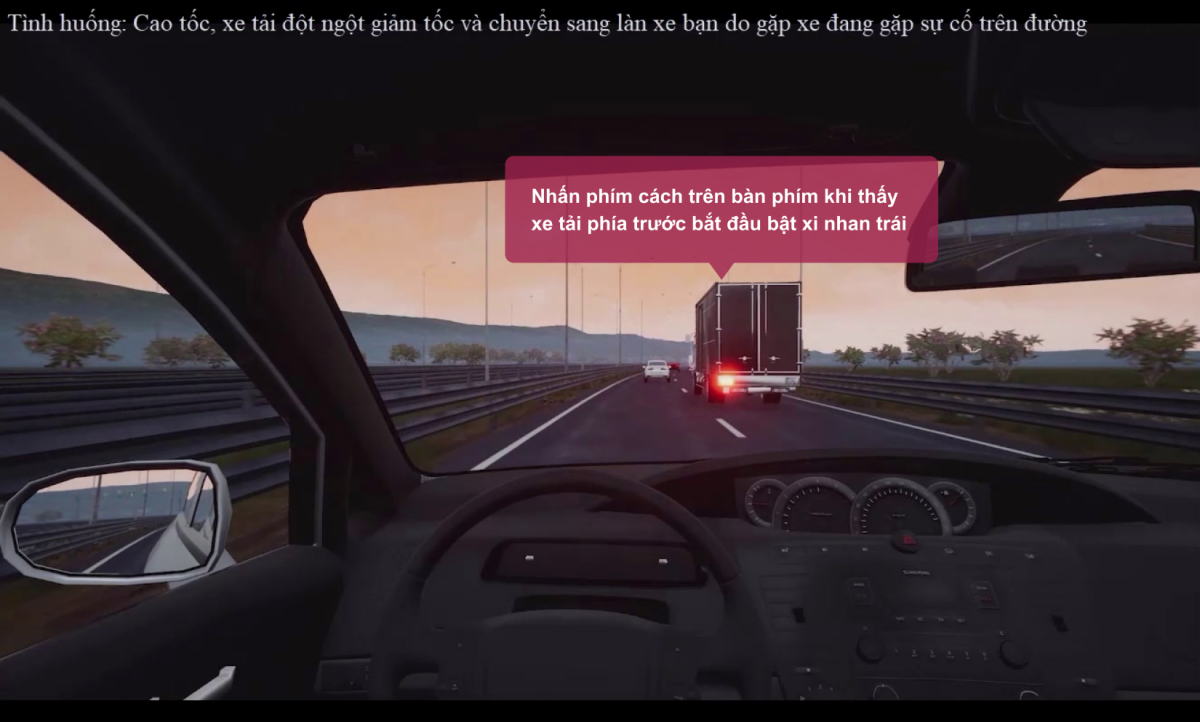 Tình huống: Cao tốc, xe tải đột ngột giảm tốc và chuyển sang làn xe bạn do gặp xe đang gặp sự cố trên đường
Nhấn phím cách trên bàn phím khi thấy
xe tải phía trước bắt đầu bật xi nhan trái